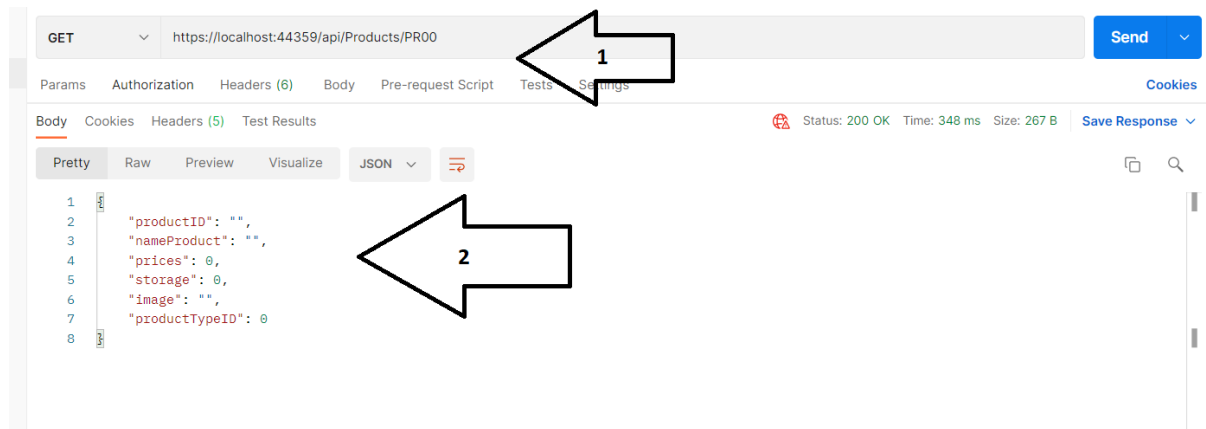 GET https://localhost:44359/api/Products/PR00 Send
1
Params Authorization Headers (6) Body Pre-request Script Tests Settings Cookies
Body Cookies Headers (5) Test Results Status: 200 OK Time: 348 ms Size: 267 B Save Response
Pretty Raw Preview Visualize JSON
1 {
2 "productID": "",
3 "nameProduct": "",
4 "prices": 0,
5 "storage": 0,
6 "image": "",
7 "productTypeID": 0
8 }
2